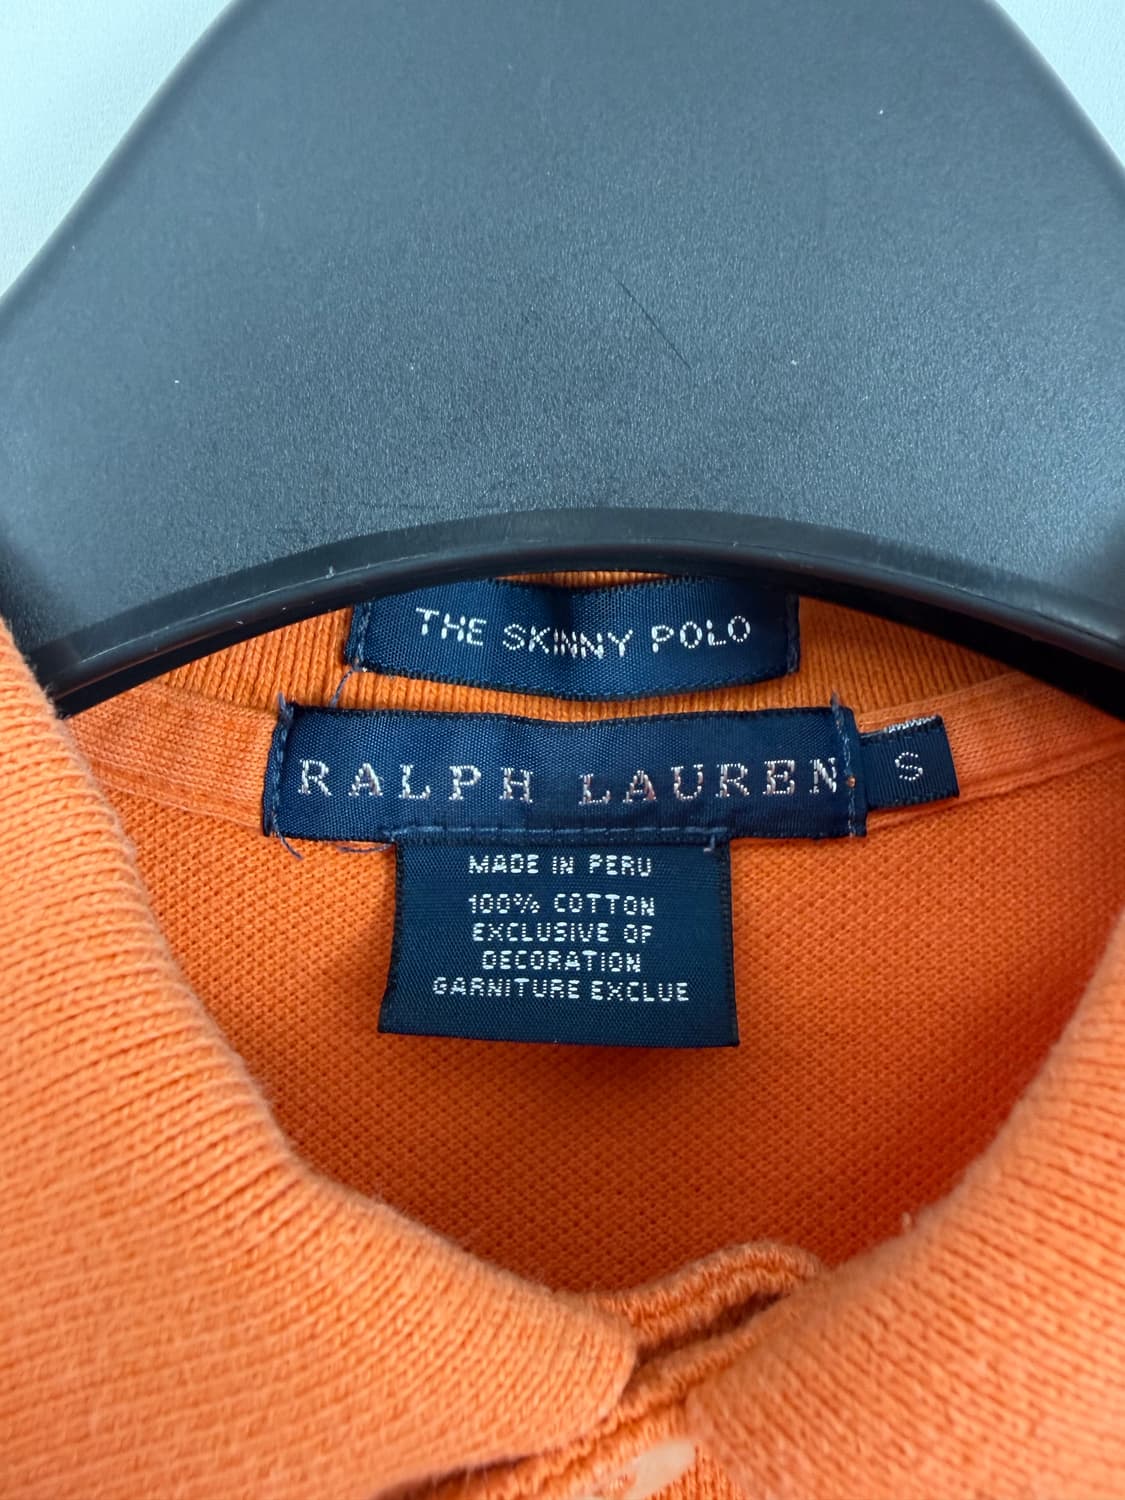 THE SKINNY POLO
RALPH LAUREN
S
MADE IN PERU
100% COTTON
EXCLUSIVE OF
DECORATION
GARNITURE EXCLUE